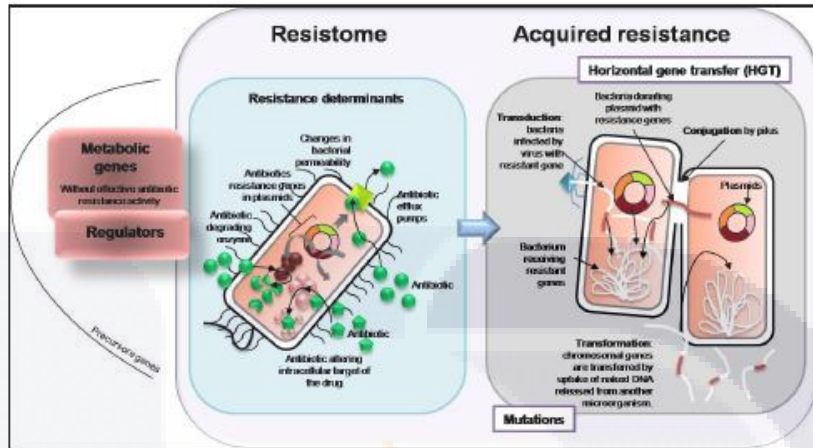 Resistome
Acquired resistance
Horizontal gene transfer (HGT)
Resistance determinants
Metabolic
genes
Without effective antibiotic
resistance activity
Regulators
Precursors genes
Changes in
bacterial
permeability
Antibiotics
resistance genes
in plasmids
Antibiotic
degrading
enzyme
Antibiotic
efflux
pumps
Antibiotic
Antibiotic
Antibiotic altering
intracellular target of
the drug
Transduction:
bacteria
infected by
virus with
resistant gene
Bacteria donating
plasmid with
resistance genes
Conjugation by pilus
Plasmids
Bacterium
receiving
resistant
genes
Transformation:
chromosomal genes
are transferred by
uptake of naked DNA
released from another
microorganism.
Mutations